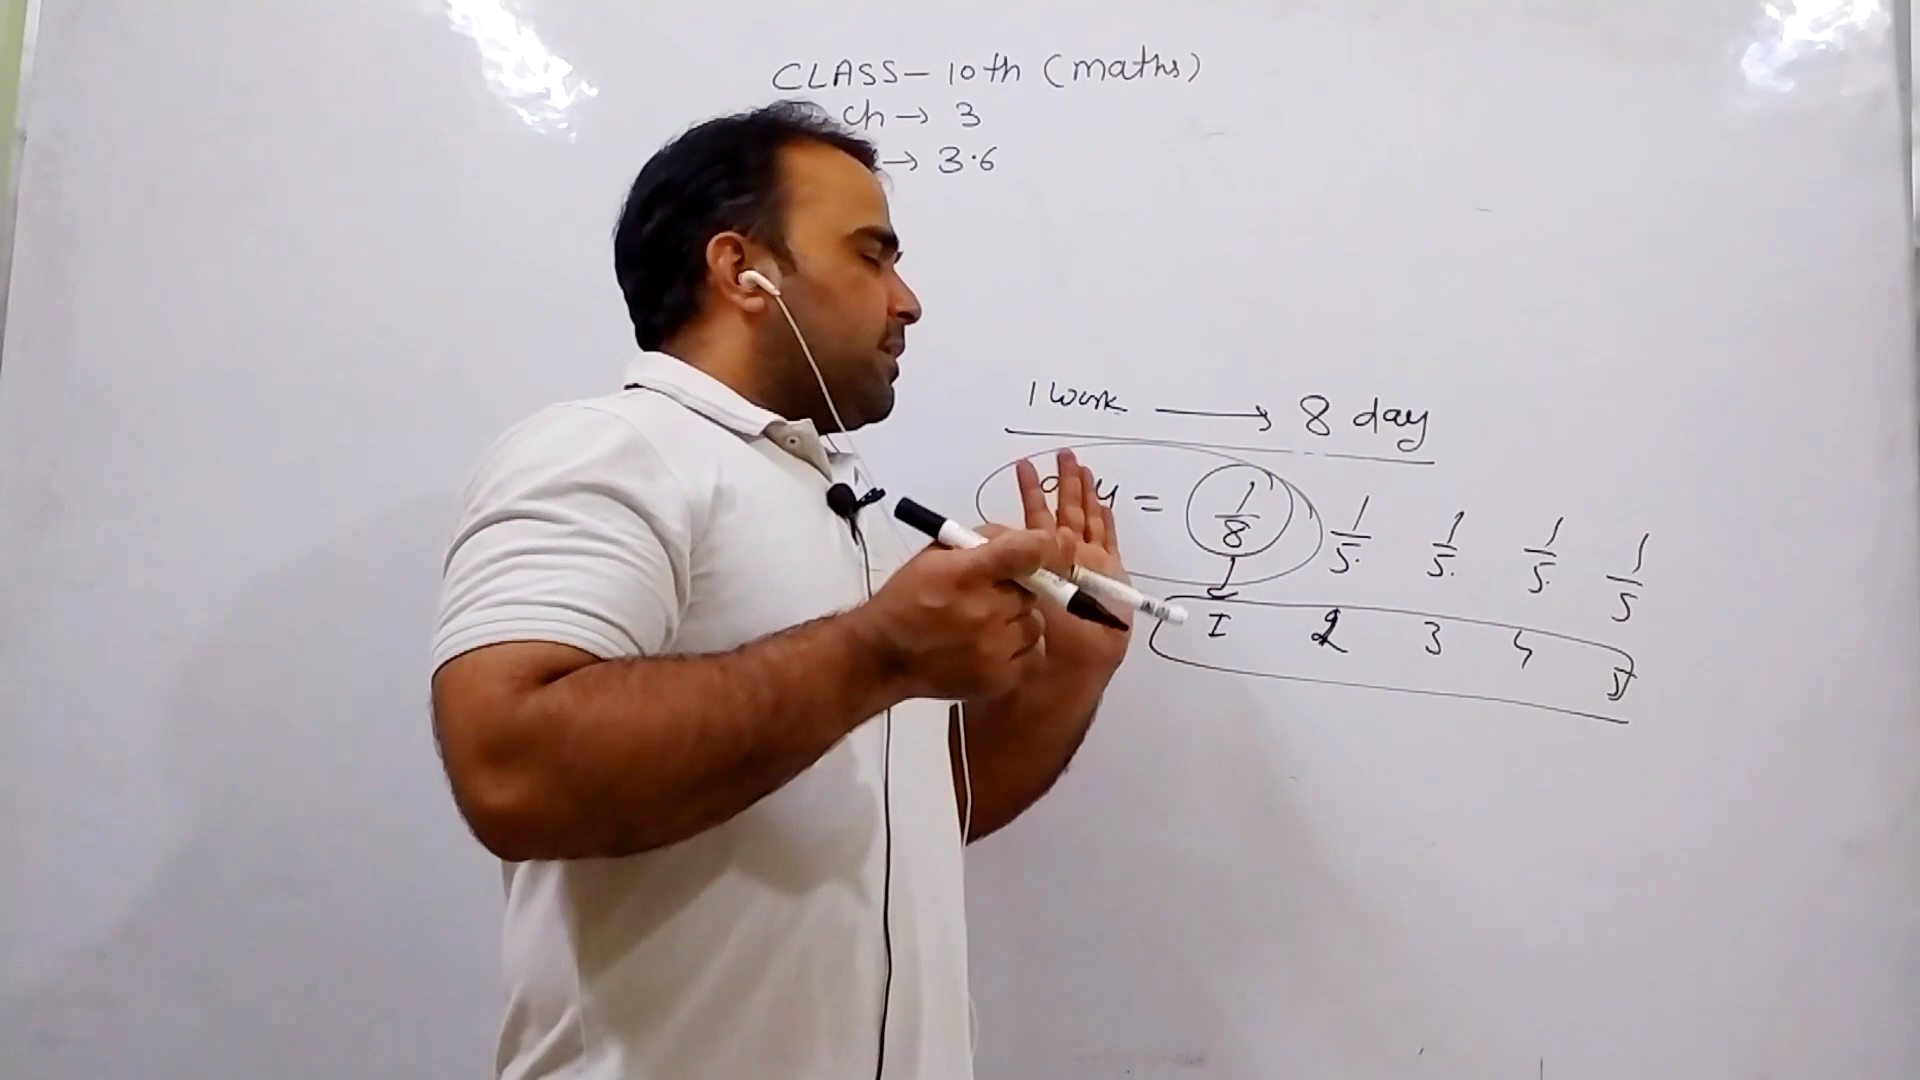 CLASS - 10th (maths)
Ch → 3
→ 3.6
1 work → 8 day
day = 1/8 1/5 1/5 1/5 1/5
I 2 3 4 5